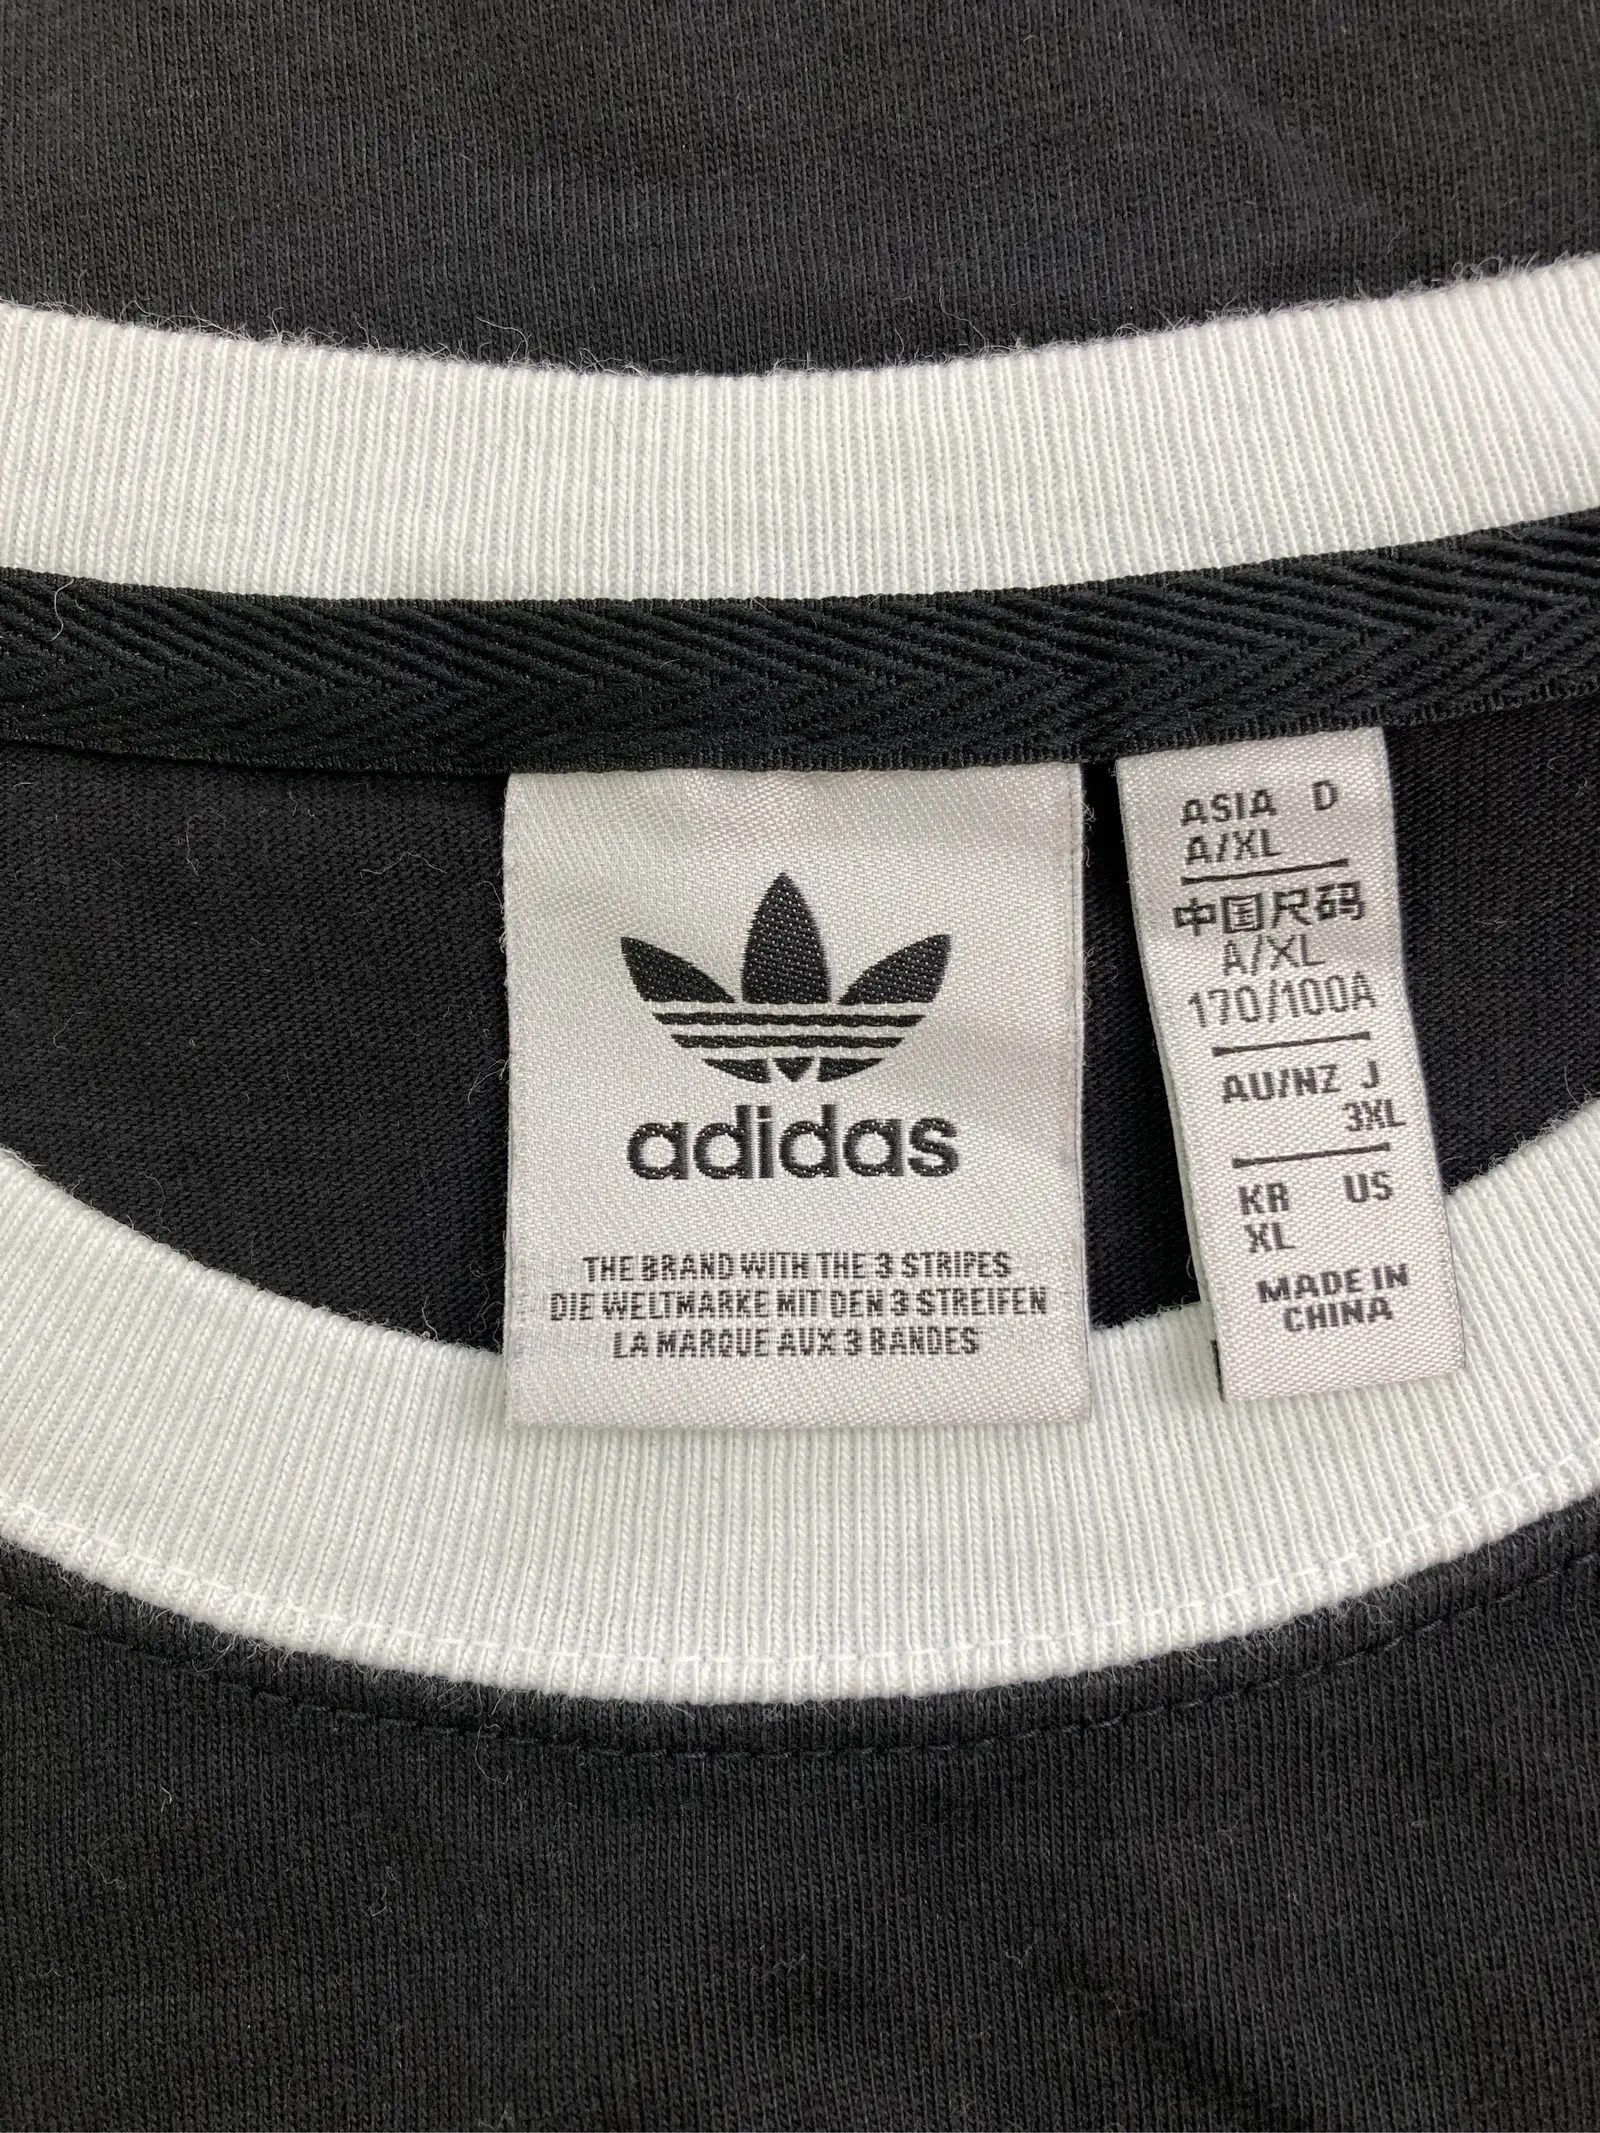 adidas
THE BRAND WITH THE 3 STRIPES
DIE WELTMARKE MIT DEN 3 STREIFEN
LA MARQUE AUX 3 BANDES
ASIA D
A/XL
中国尺码
A/XL
170/100A
AU/NZ J
3XL
KR US
XL
MADE IN
CHINA